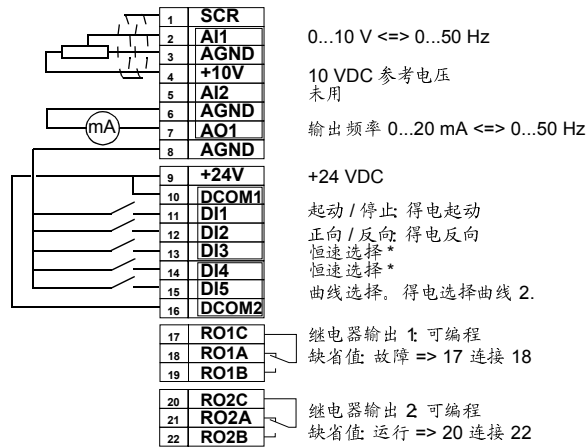 1 SCR
2 AI1 0...10 V <=> 0...50 Hz
3 AGND
4 +10V 10 VDC 参考电压
5 AI2 未用
6 AGND
mA
7 AO1 输出频率 0...20 mA <=> 0...50 Hz
8 AGND
9 +24V +24 VDC
10 DCOM1
11 DI1 起动 / 停止: 得电起动
12 DI2 正向 / 反向: 得电反向
13 DI3 恒速选择 *
14 DI4 恒速选择 *
15 DI5 曲线选择。得电选择曲线 2.
16 DCOM2
17 RO1C 继电器输出 1: 可编程
18 RO1A 缺省值: 故障 => 17 连接 18
19 RO1B
20 RO2C 继电器输出 2: 可编程
21 RO2A
22 RO2B 缺省值: 运行 => 20 连接 22